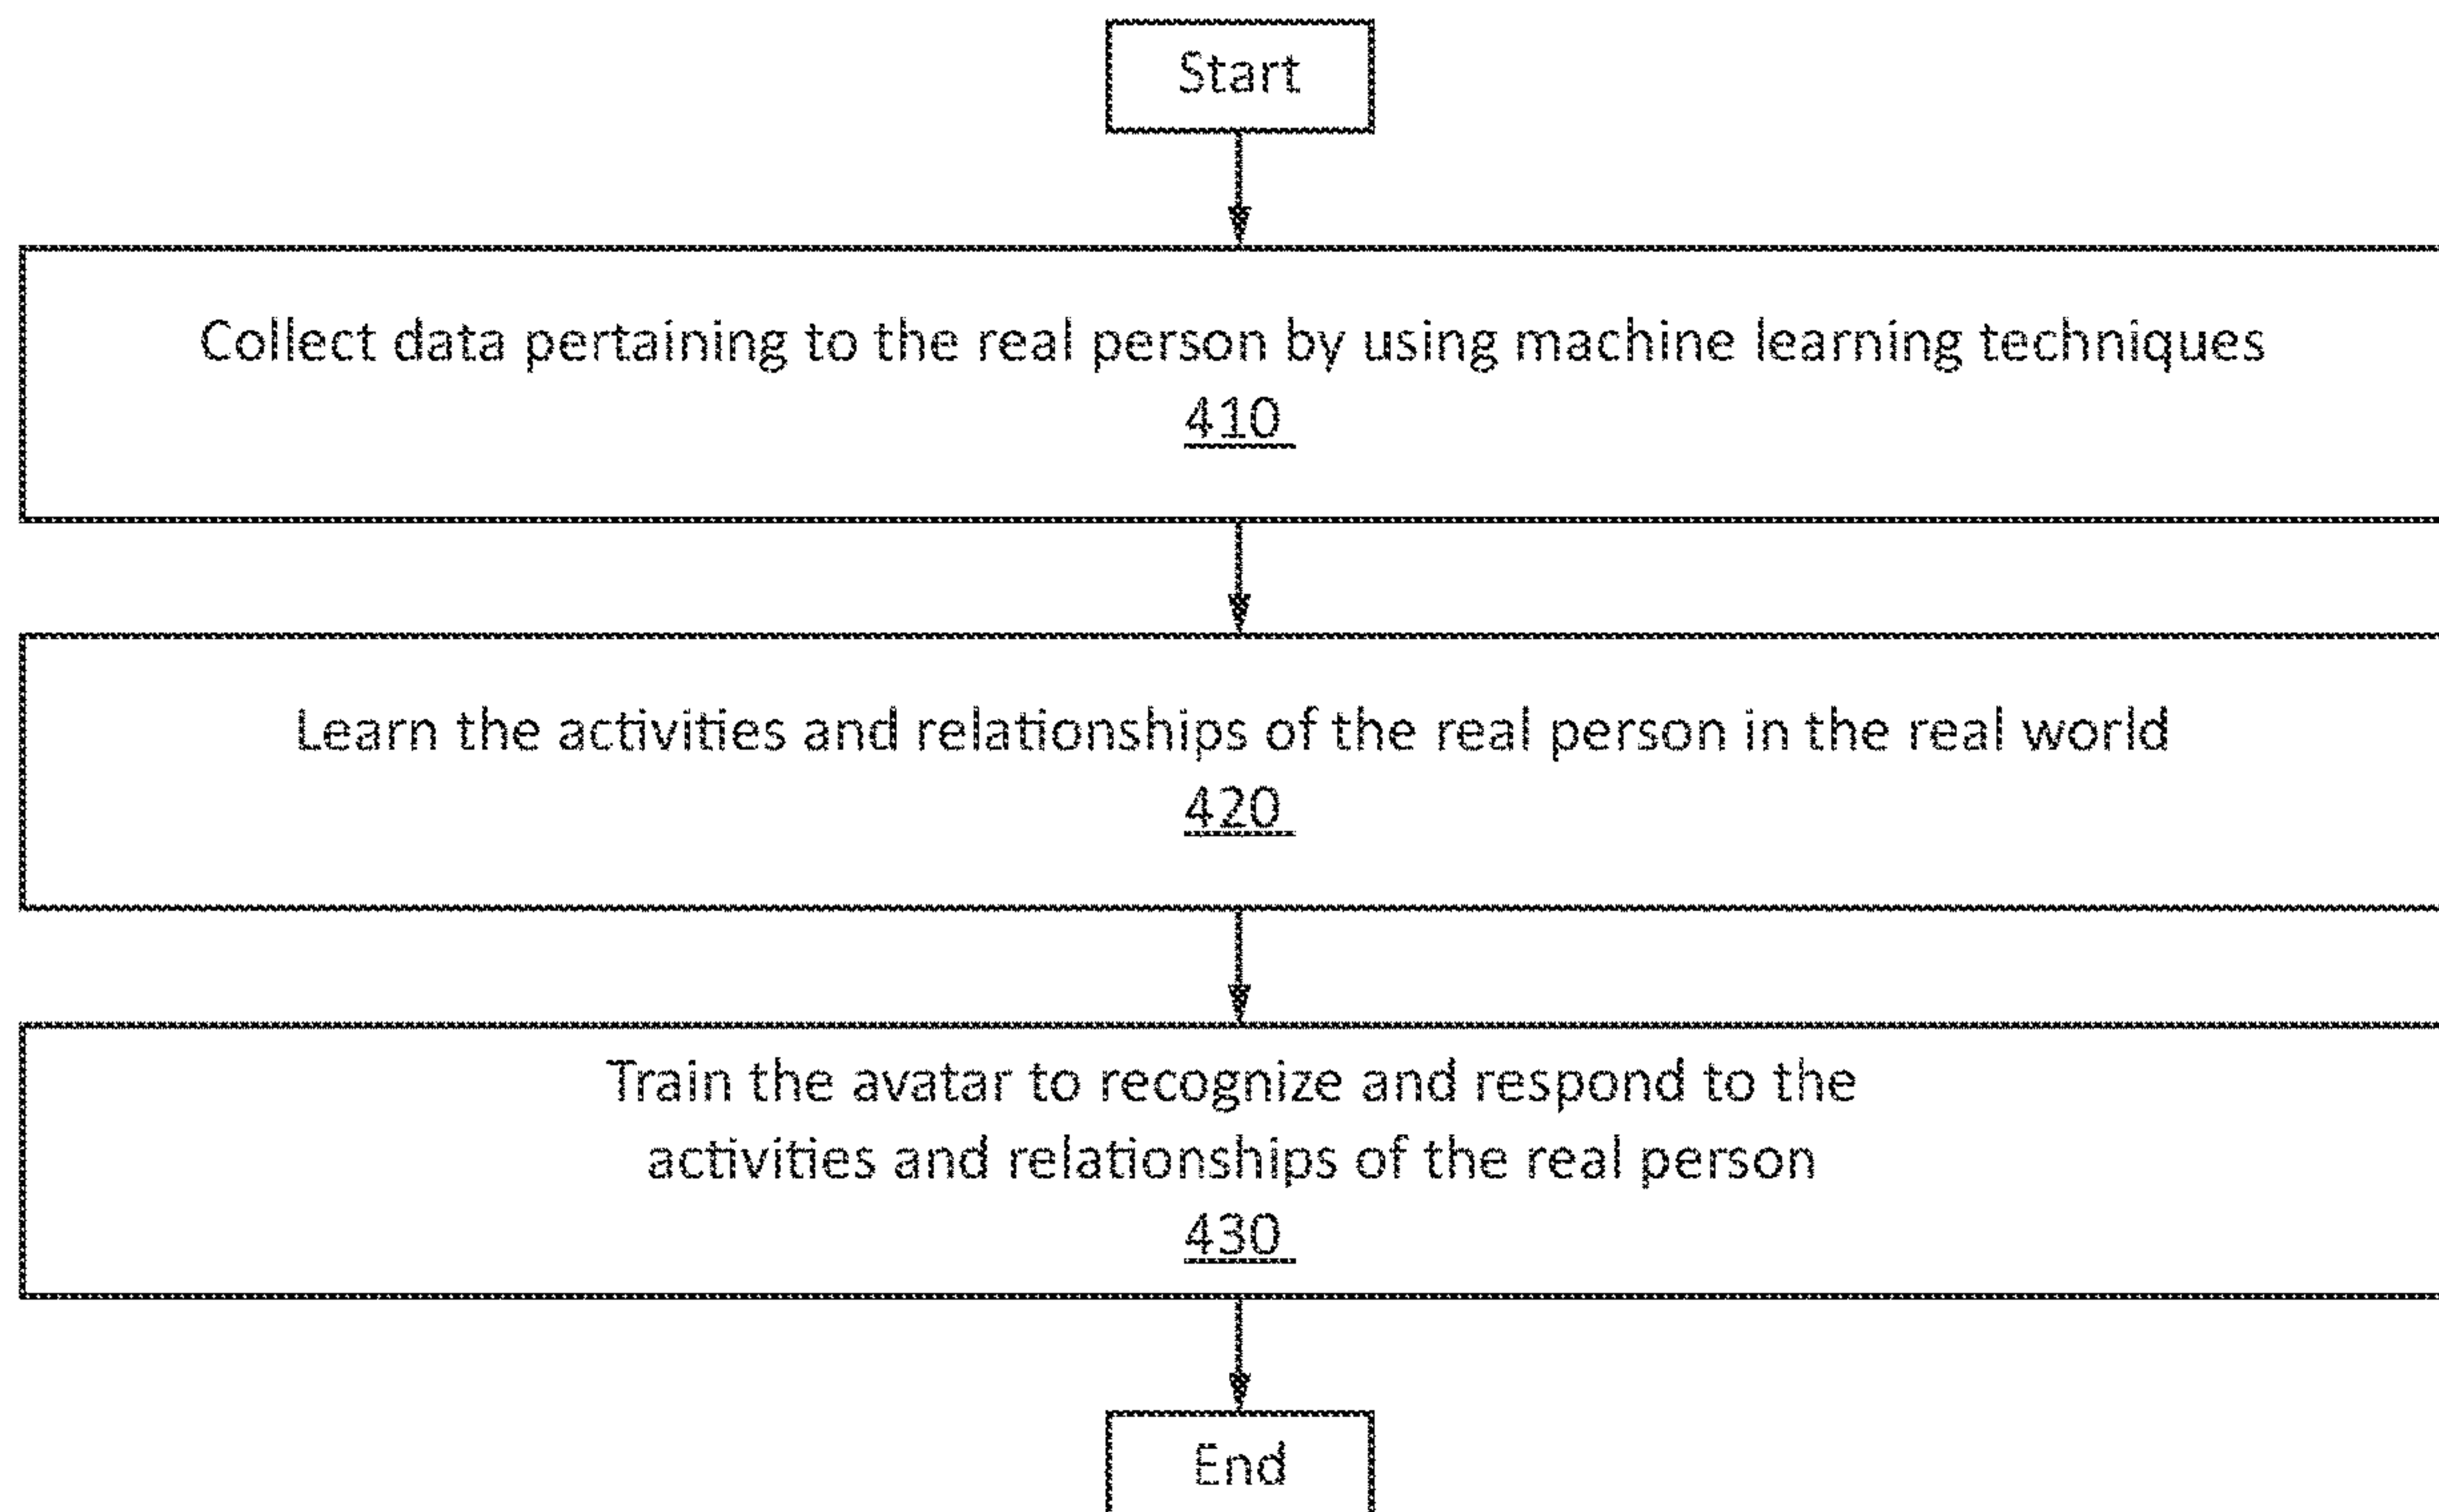 Start
Collect data pertaining to the real person by using machine learning techniques
410
Learn the activities and relationships of the real person in the real world
420
Train the avatar to recognize and respond to the
activities and relationships of the real person
430
End